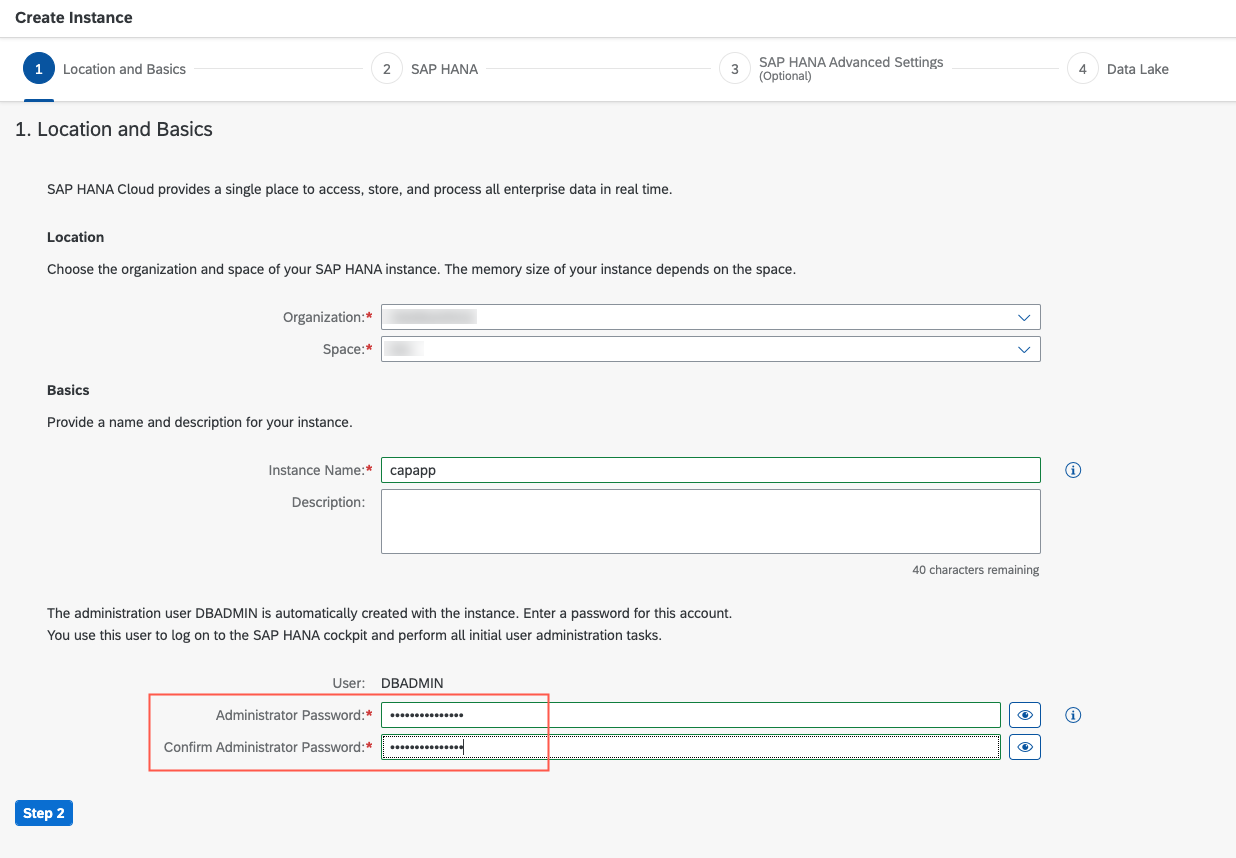 Create Instance
1 Location and Basics 2 SAP HANA 3 SAP HANA Advanced Settings (Optional) 4 Data Lake
1. Location and Basics
SAP HANA Cloud provides a single place to access, store, and process all enterprise data in real time.
Location
Choose the organization and space of your SAP HANA instance. The memory size of your instance depends on the space.
Organization:*
Space:*
Basics
Provide a name and description for your instance.
Instance Name:* capapp
Description:
40 characters remaining
The administration user DBADMIN is automatically created with the instance. Enter a password for this account.
You use this user to log on to the SAP HANA cockpit and perform all initial user administration tasks.
User: DBADMIN
Administrator Password:* •••••••••••••••
Confirm Administrator Password:* •••••••••••••••
Step 2